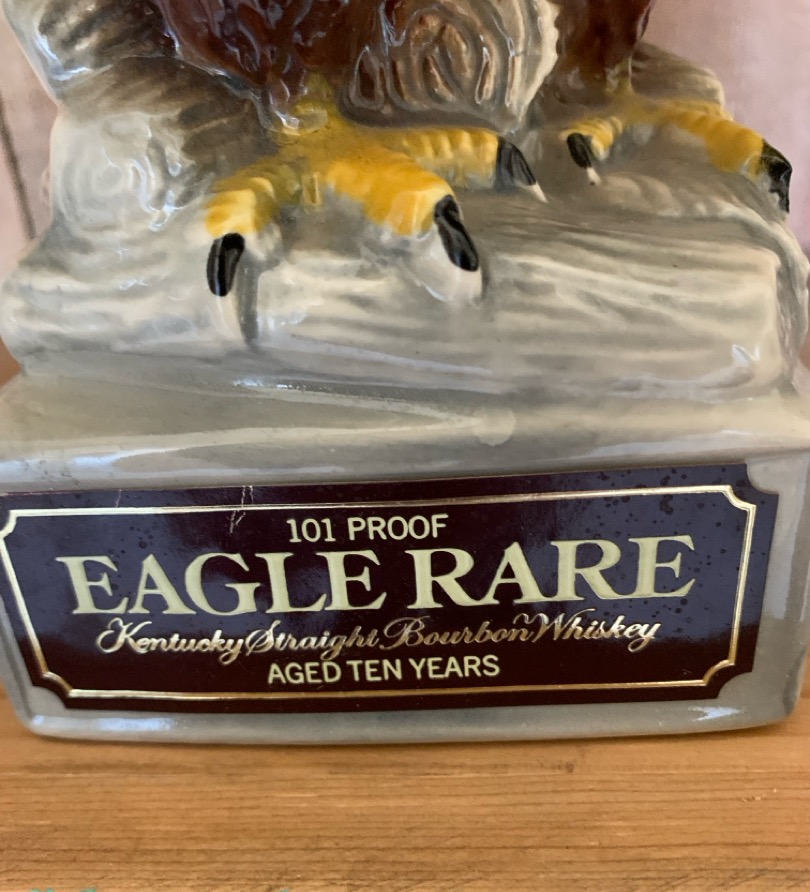 101 PROOF
EAGLE RARE
Kentucky Straight Bourbon Whiskey
AGED TEN YEARS